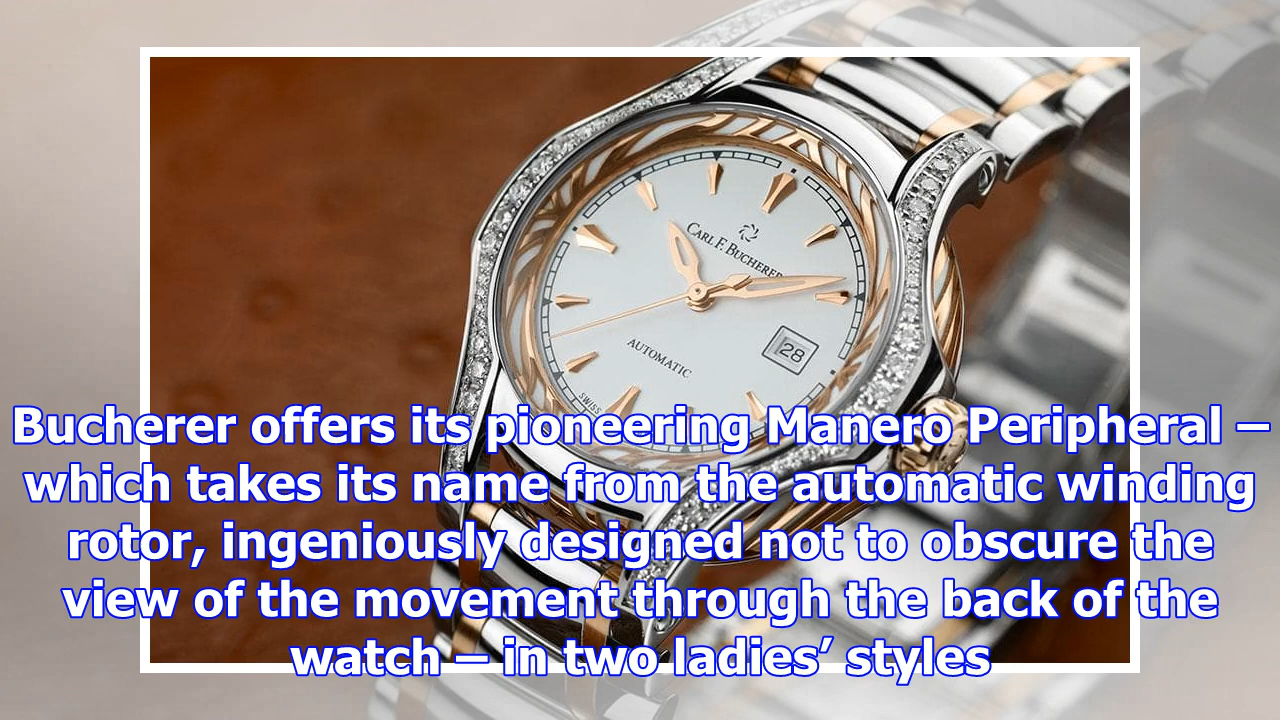 CARL F. BUCHERER
AUTOMATIC
28
SWISS
Bucherer offers its pioneering Manero Peripheral –
which takes its name from the automatic winding
rotor, ingeniously designed not to obscure the
view of the movement through the back of the
watch – in two ladies’ styles